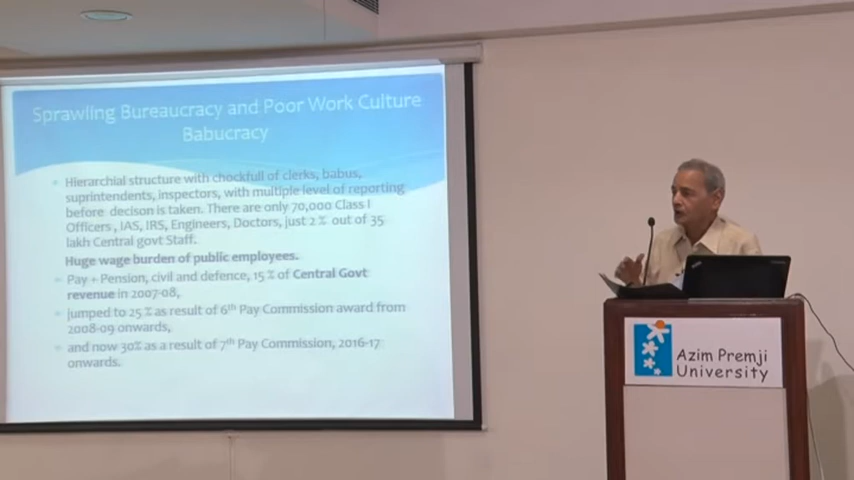 Sprawling Bureaucracy and Poor Work Culture
Babucracy
Hierarchial structure with chockfull of clerks, babus,
suprintendents, inspectors, with multiple level of reporting
before decison is taken. There are only 70,000 Class I
Officers , IAS, IRS, Engineers, Doctors, just 2 % out of 35
lakh Central govt Staff.
Huge wage burden of public employees.
Pay + Pension, civil and defence, 15 % of Central Govt
revenue in 2007-08,
jumped to 25 % as result of 6th Pay Commission award from
2008-09 onwards,
and now 30% as a result of 7th Pay Commission, 2016-17
onwards.
Azim Premji
University